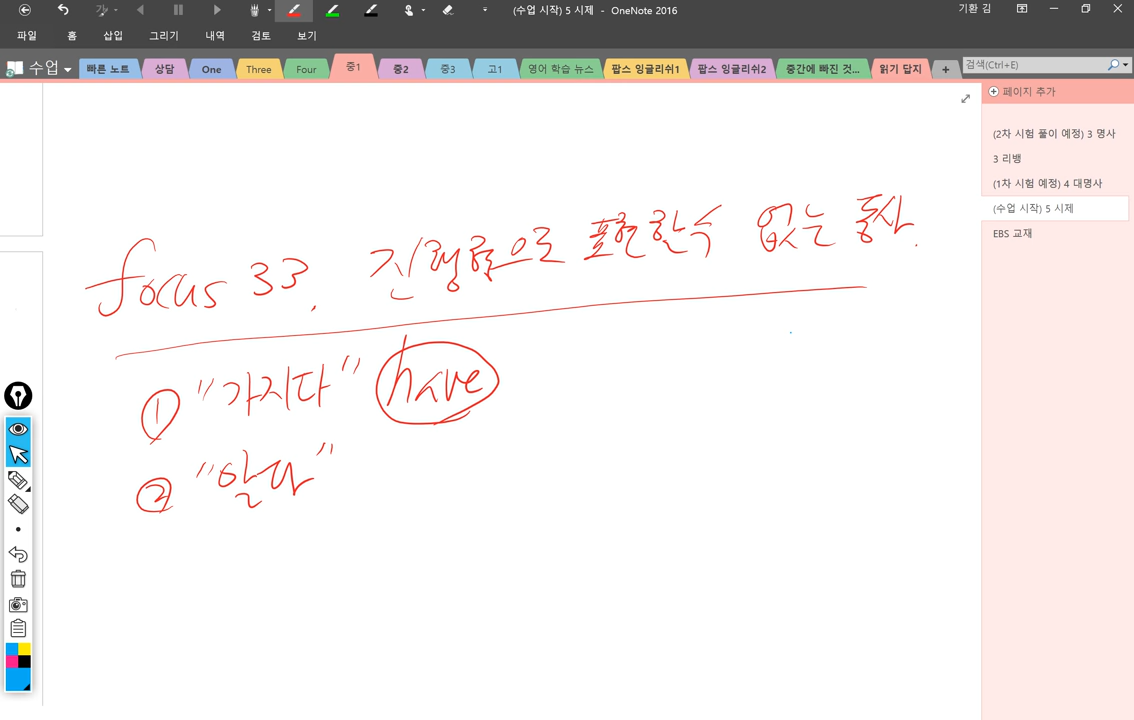 (수업 시작) 5 시제 - OneNote 2016
기환 김
파일 홈 삽입 그리기 내역 검토 보기
수업 빠른 노트 상담 One Three Four 중1 중2 중3 고1 영어 학습 뉴스 팝스 잉글리쉬1 팝스 잉글리쉬2 중간에 빠진 것... 읽기 답지 +
검색(Ctrl+E)
페이지 추가
(2차 시험 풀이 예정) 3 명사
3 리뱅
(1차 시험 예정) 4 대명사
(수업 시작) 5 시제
EBS 교재
focus 33. 진행형으로 표현할 수 없는 동사.
① "가지다" have
② "알다"